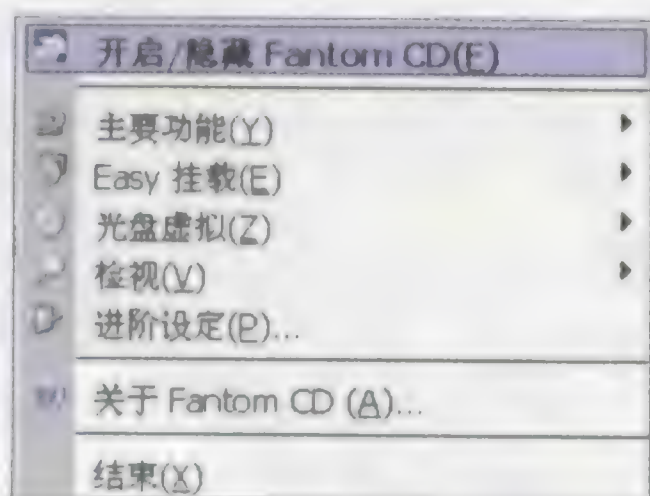 开启/隐藏 Fantom CD(F)
主要功能(Y)
Easy 挂载(E)
光盘虚拟(Z)
检视(V)
进阶设定(P)...
关于 Fantom CD (A)...
结束(X)